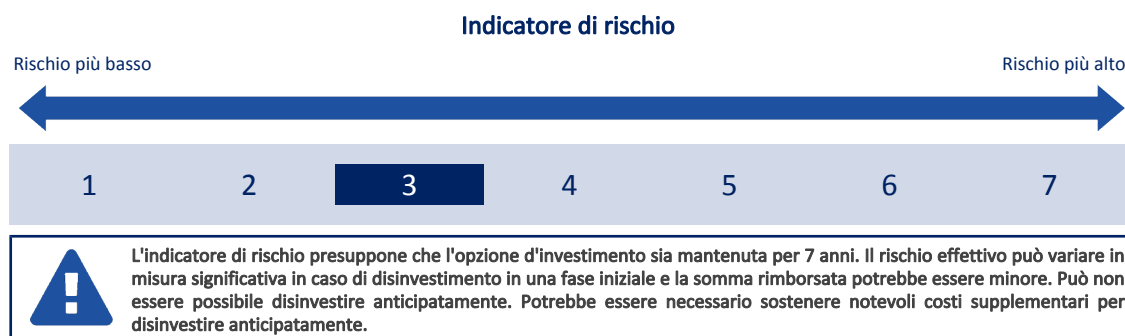 Indicatore di rischio
Rischio più basso
Rischio più alto
1 2 3 4 5 6 7
L'indicatore di rischio presuppone che l'opzione d'investimento sia mantenuta per 7 anni. Il rischio effettivo può variare in
misura significativa in caso di disinvestimento in una fase iniziale e la somma rimborsata potrebbe essere minore. Può non
essere possibile disinvestire anticipatamente. Potrebbe essere necessario sostenere notevoli costi supplementari per
disinvestire anticipatamente.